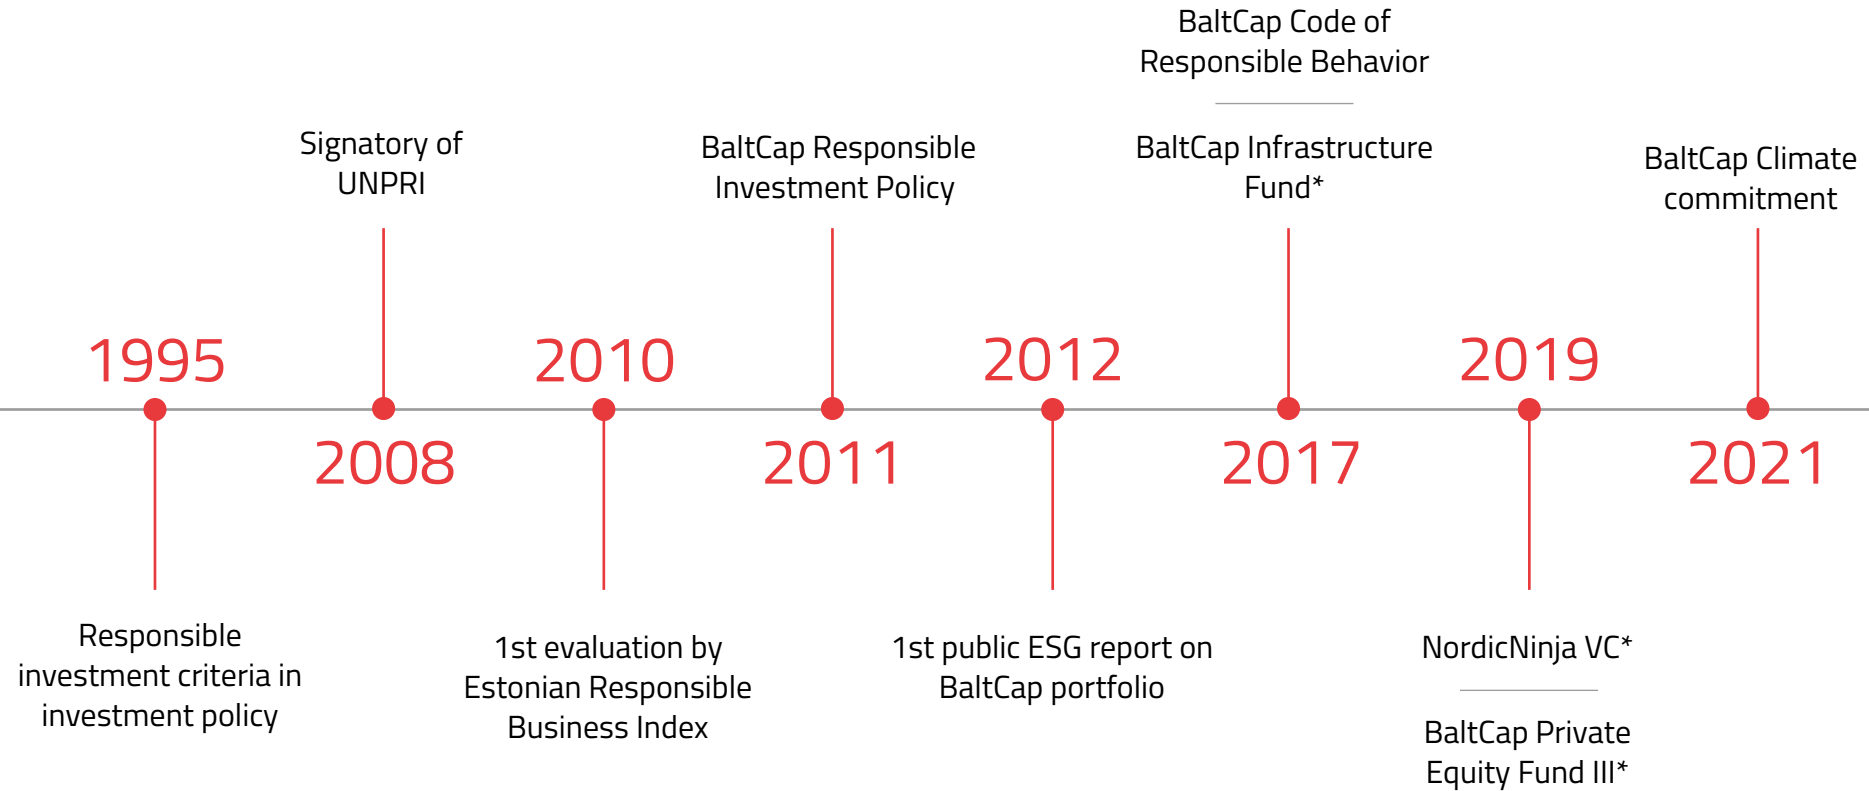 1995
Responsible
investment criteria in
investment policy
Signatory of
UNPRI
2008
2010
1st evaluation by
Estonian Responsible
Business Index
BaltCap Responsible
Investment Policy
2011
2012
1st public ESG report on
BaltCap portfolio
BaltCap Code of
Responsible Behavior
BaltCap Infrastructure
Fund*
2017
2019
NordicNinja VC*
BaltCap Private
Equity Fund III*
BaltCap Climate
commitment
2021